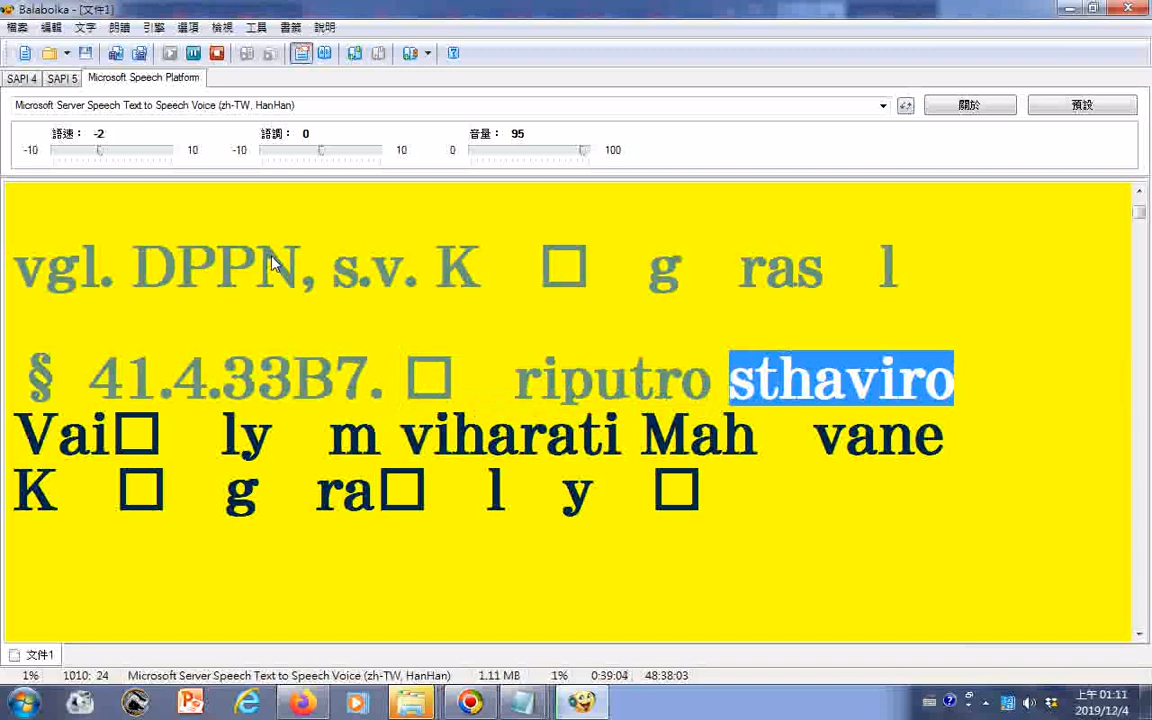 Balabolka - [文件1]
檔案 編輯 文字 朗讀 引擎 選項 檢視 工具 書籤 說明
SAPI 4 SAPI 5 Microsoft Speech Platform
Microsoft Server Speech Text to Speech Voice (zh-TW, HanHan) 關於 預設
語速： -2 語調： 0 音量： 95
-10 10 -10 10 0 100
vgl. DPPN, s.v. K □ g ras l
§ 41.4.33B7. □ riputro sthaviro
Vai□ ly m viharati Mah vane
K □ g ra□ l y □
文件1
1% 1010; 24 Microsoft Server Speech Text to Speech Voice (zh-TW, HanHan) 1.11 MB 1% 0:39:04 48:38:03
上午 01:11
2019/12/4